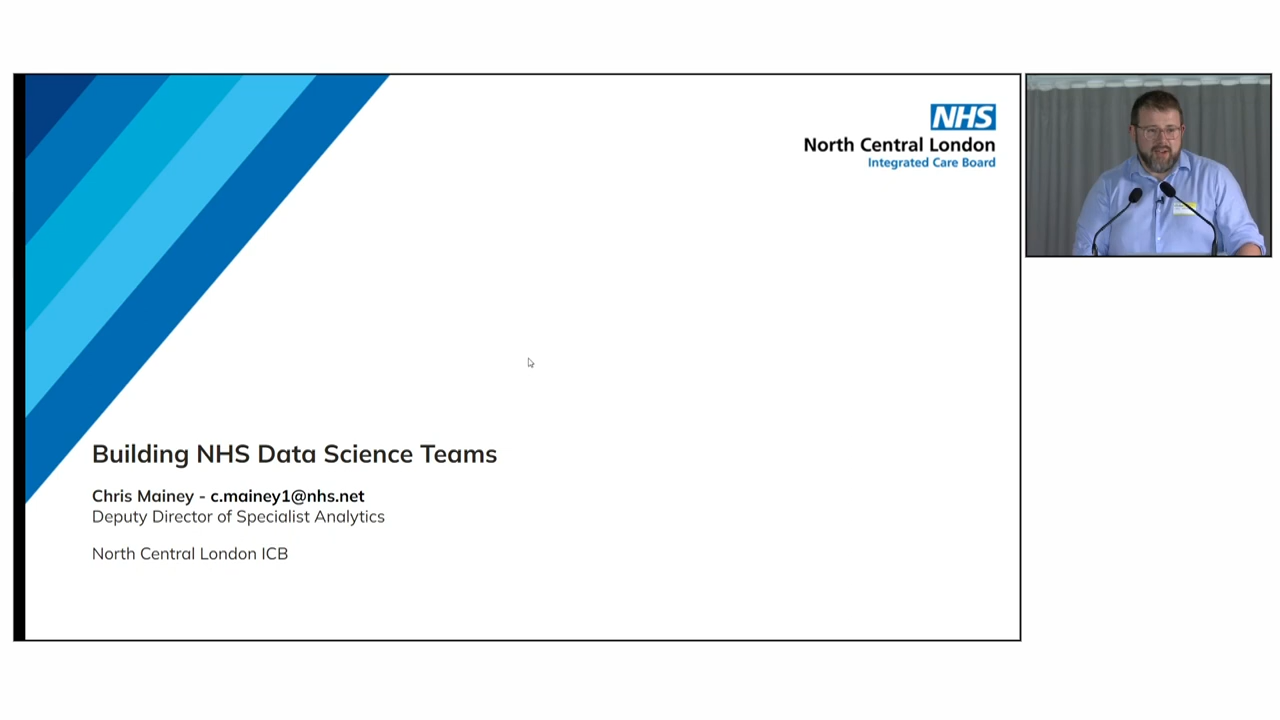 NHS
North Central London
Integrated Care Board
Building NHS Data Science Teams
Chris Mainey - c.mainey1@nhs.net
Deputy Director of Specialist Analytics
North Central London ICB